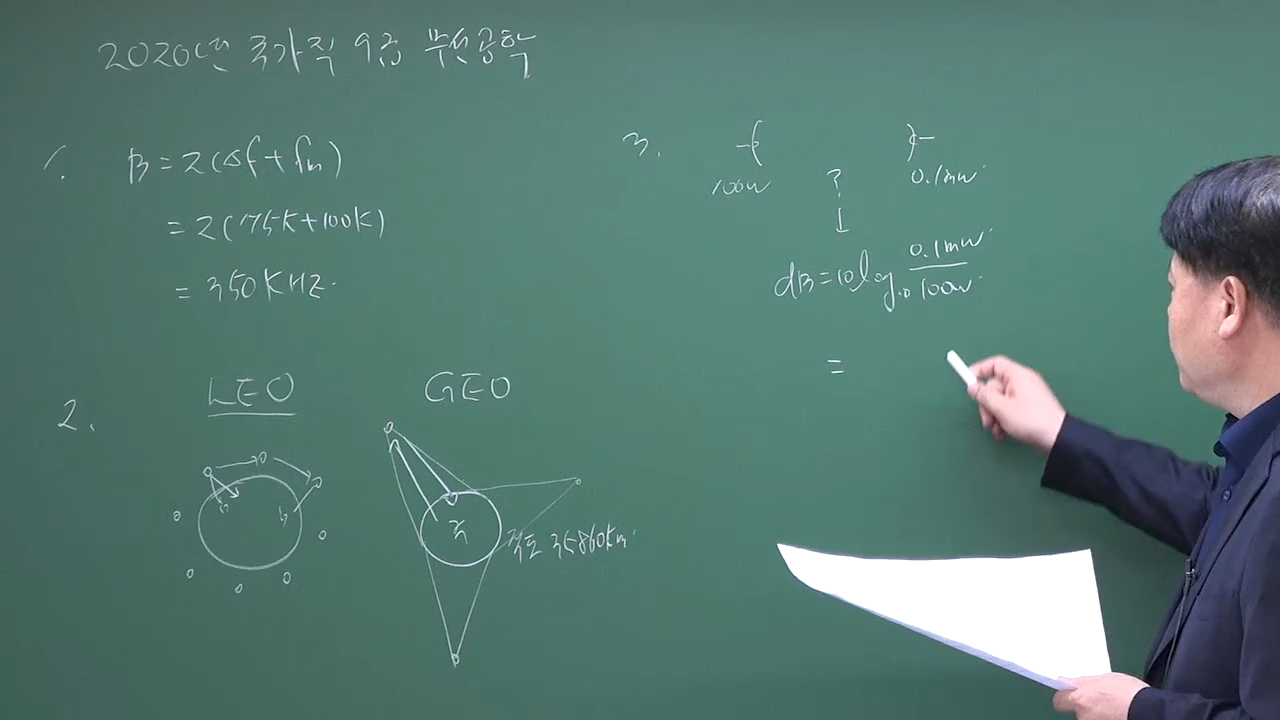 2020년 국가직 9급 무선공학
1. B = 2(Δf + fm)
= 2(75K+100K)
= 350KHZ
2. LEO GEO
국
적도 35860Km
3.
100W ? 0.1mW
dB = 10log10 0.1mW / 100W
=